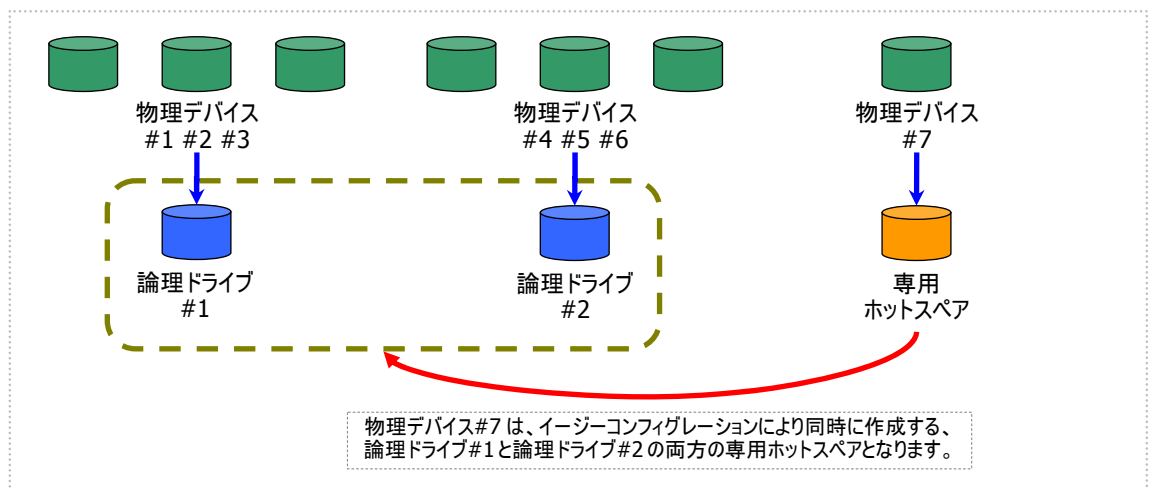 物理デバイス
#1 #2 #3
物理デバイス
#4 #5 #6
物理デバイス
#7
論理ドライブ
#1
論理ドライブ
#2
専用
ホットスペア
物理デバイス#7 は、イージーコンフィグレーションにより同時に作成する、
論理ドライブ#1と論理ドライブ#2の両方の専用ホットスペアとなります。